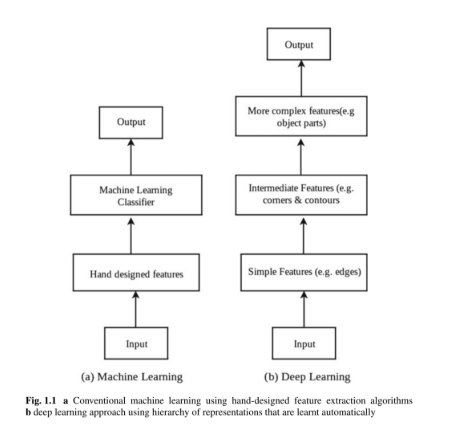 Output
More complex features(e.g
object parts)
Output
Machine Learning
Classifier
Intermediate Features (e.g.
corners & contours
Hand designed features
Simple Features (e.g. edges)
Input
Input
(a) Machine Learning
(b) Deep Learning
Fig. 1.1 a Conventional machine learning using hand-designed feature extraction algorithms
b deep learning approach using hierarchy of representations that are learnt automatically